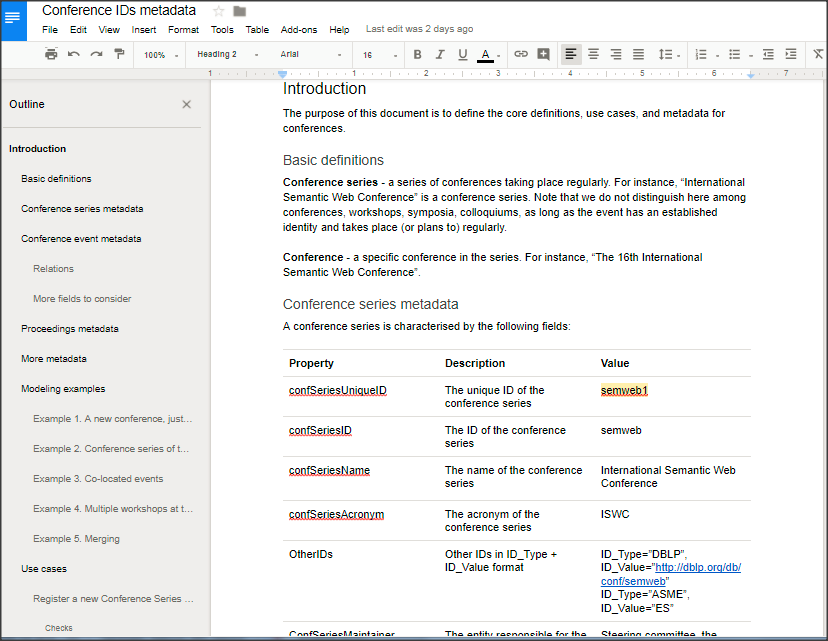 Conference IDs metadata
File Edit View Insert Format Tools Table Add-ons Help Last edit was 2 days ago
100% Heading 2 Arial 16 B I U A
1 1 2 3 4 5 6 7
Outline
Introduction
Basic definitions
Conference series metadata
Conference event metadata
Relations
More fields to consider
Proceedings metadata
More metadata
Modeling examples
Example 1. A new conference, just...
Example 2. Conference series of t...
Example 3. Co-located events
Example 4. Multiple workshops at t...
Example 5. Merging
Use cases
Register a new Conference Series ...
Checks
Introduction
The purpose of this document is to define the core definitions, use cases, and metadata for
conferences.
Basic definitions
Conference series - a series of conferences taking place regularly. For instance, “International
Semantic Web Conference” is a conference series. Note that we do not distinguish here among
conferences, workshops, symposia, colloquiums, as long as the event has an established
identity and takes place (or plans to) regularly.
Conference - a specific conference in the series. For instance, “The 16th International
Semantic Web Conference”.
Conference series metadata
A conference series is characterised by the following fields:
Property Description Value
confSeriesUniqueID The unique ID of the semweb1
conference series
confSeriesID The ID of the conference semweb
series
confSeriesName The name of the conference International Semantic Web
series Conference
confSeriesAcronym The acronym of the ISWC
conference series
OtherIDs Other IDs in ID_Type + ID_Type=”DBLP”,
ID_Value format ID_Value=”http://dblp.org/db/
conf/semweb”
ID_Type=”ASME”,
ID_Value=”ES”
ConfSeriesMaintainer The entity responsible for the Steering committee, the